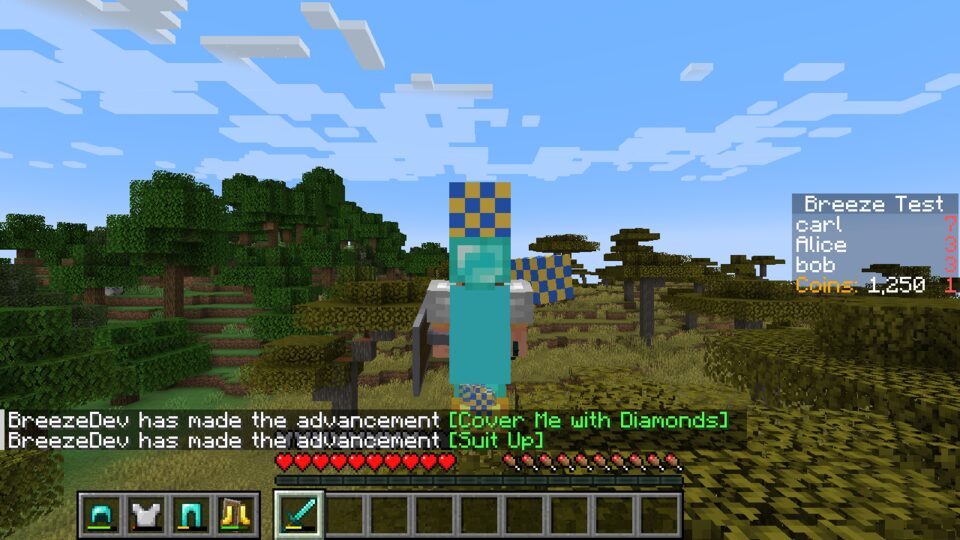 Breeze Test
carl
Alice
bob
Coins: 1,250 1
BreezeDev has made the advancement [Cover Me with Diamonds]
BreezeDev has made the advancement [Suit Up]